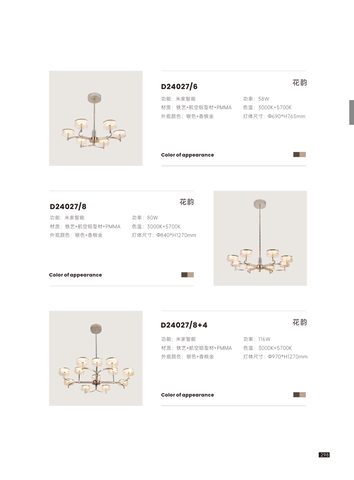 D24027/6
花韵
功能：米家智能
功率：58W
材质：铁艺+航空铝型材+PMMA
色温：3000K+5700K
外观颜色：银色+香槟金
灯体尺寸：Φ690*H765mm
Color of appearance
D24027/8
花韵
功能：米家智能
功率：80W
材质：铁艺+航空铝型材+PMMA
色温：3000K+5700K
外观颜色：银色+香槟金
灯体尺寸：Φ840*H1270mm
Color of appearance
D24027/8+4
花韵
功能：米家智能
功率：116W
材质：铁艺+航空铝型材+PMMA
色温：3000K+5700K
外观颜色：银色+香槟金
灯体尺寸：Φ970*H1270mm
Color of appearance
298